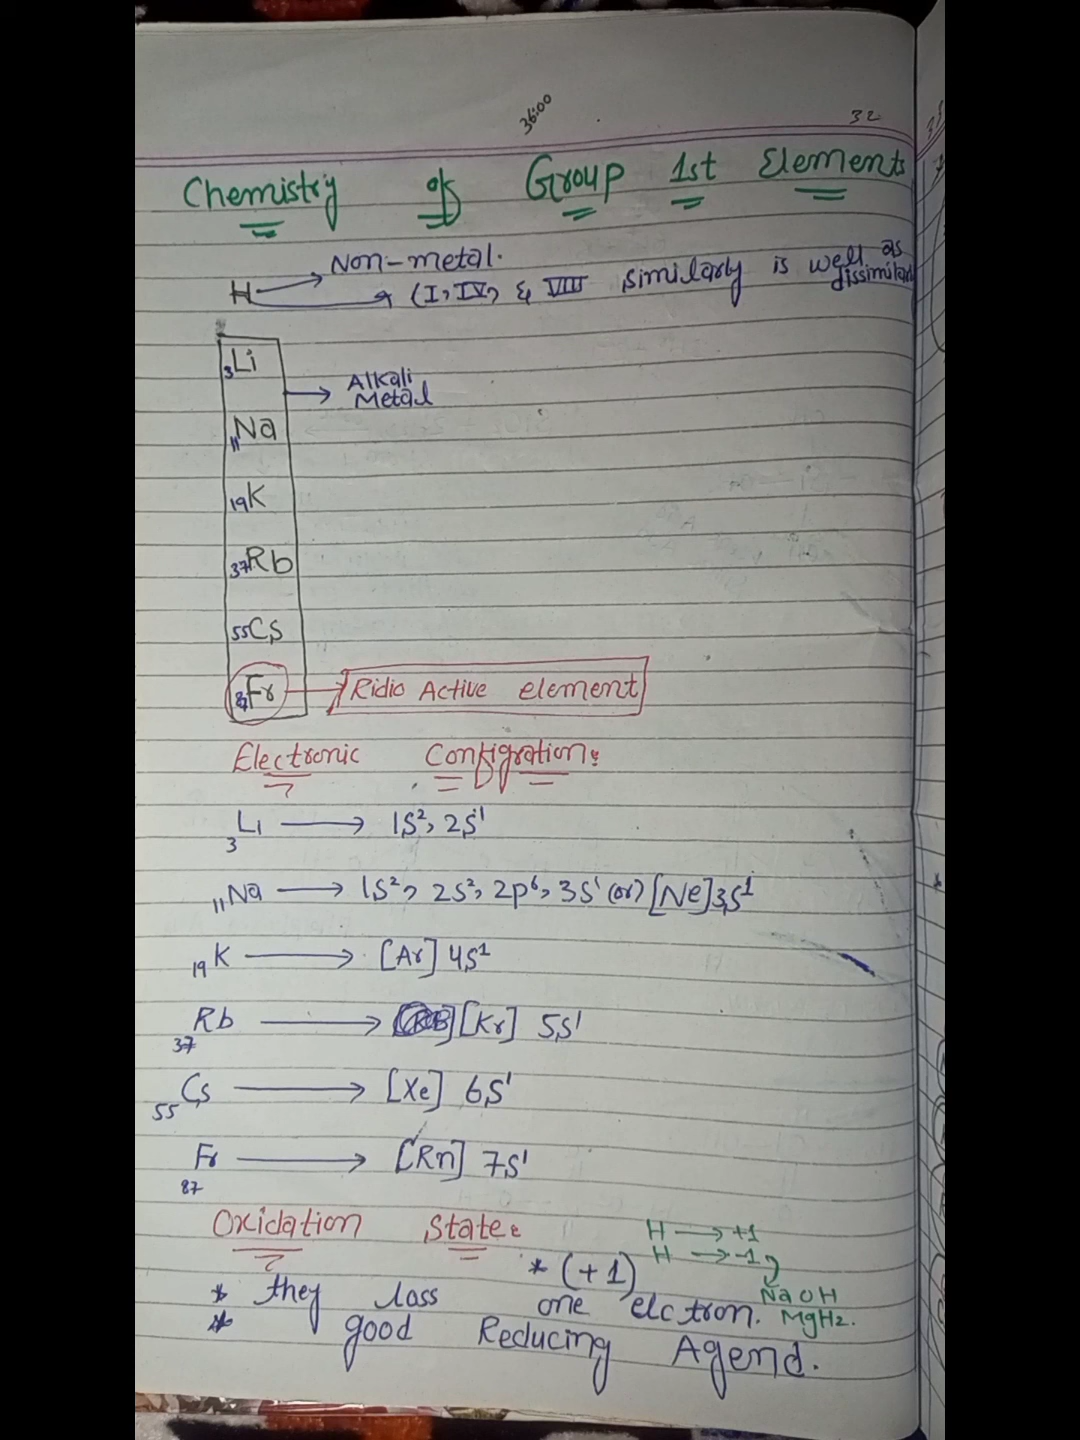 36:00
32
Chemistry of Group 1st Elements
H → Non-metal.
→ (I, IV, & VIII similarly is well as dissimilar
3Li
→ Alkali Metal
11Na
19K
37Rb
55Cs
87Fr → Ridio Active element
Electronic Configration:
3Li → 1S², 2S¹
11Na → 1S², 2S², 2p⁶, 3S¹ (or) [Ne]3S¹
19K → [Ar] 4S¹
37Rb → [Kr] 5S¹
55Cs → [Xe] 6S¹
87Fr → [Rn] 7S¹
Oxidation State:
H → +1
H → -1
NaOH
MgH2.
* (+1)
* they loss one elctron.
* good Reducing Agend.